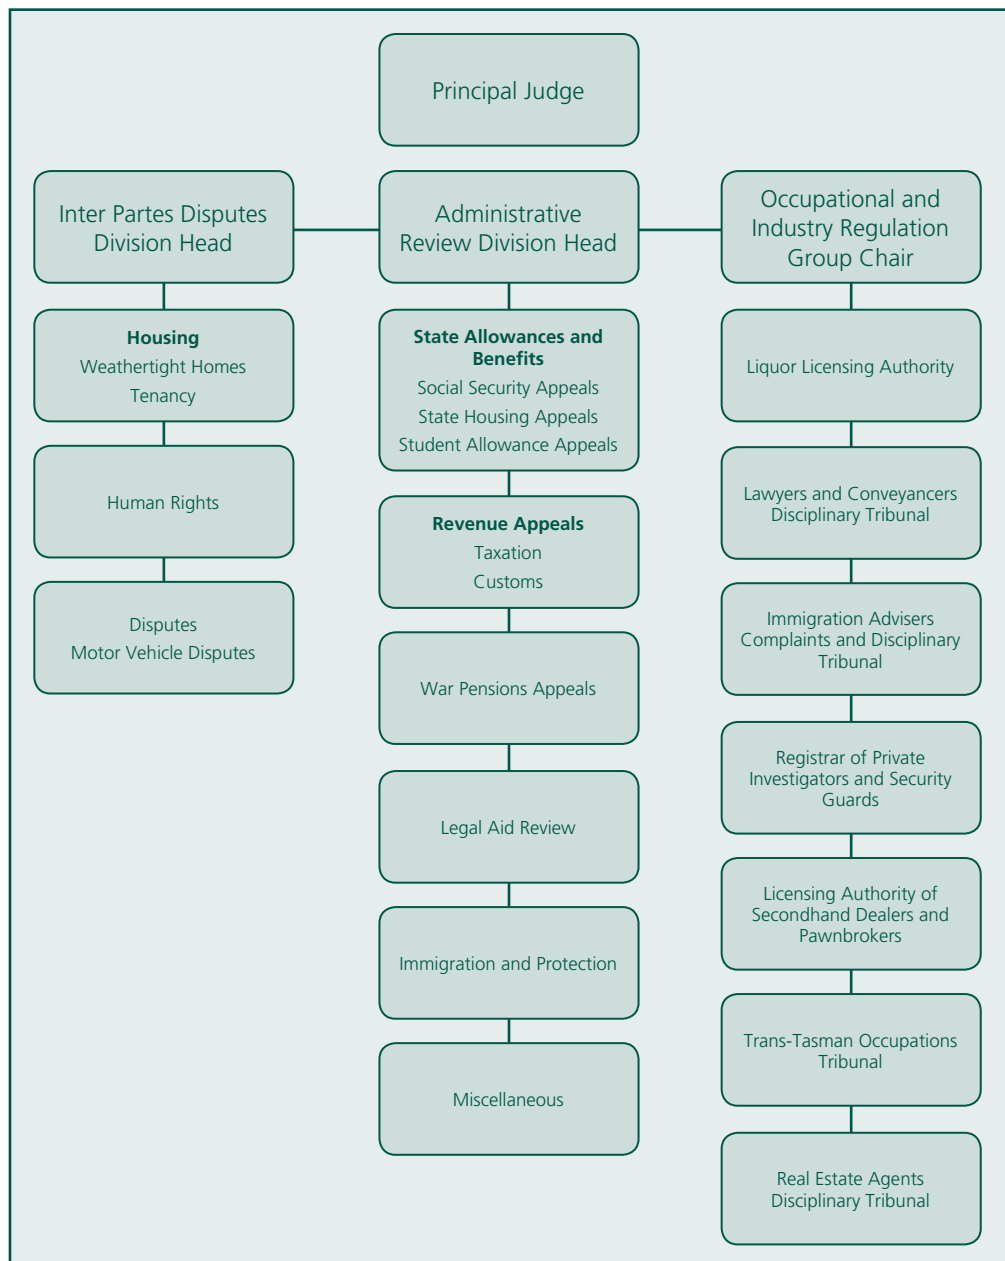 Principal Judge
Inter Partes Disputes
Division Head
Administrative
Review Division Head
Occupational and
Industry Regulation
Group Chair
Housing
Weathertight Homes
Tenancy
Human Rights
Disputes
Motor Vehicle Disputes
State Allowances and
Benefits
Social Security Appeals
State Housing Appeals
Student Allowance Appeals
Revenue Appeals
Taxation
Customs
War Pensions Appeals
Legal Aid Review
Immigration and Protection
Miscellaneous
Liquor Licensing Authority
Lawyers and Conveyancers
Disciplinary Tribunal
Immigration Advisers
Complaints and Disciplinary
Tribunal
Registrar of Private
Investigators and Security
Guards
Licensing Authority of
Secondhand Dealers and
Pawnbrokers
Trans-Tasman Occupations
Tribunal
Real Estate Agents
Disciplinary Tribunal